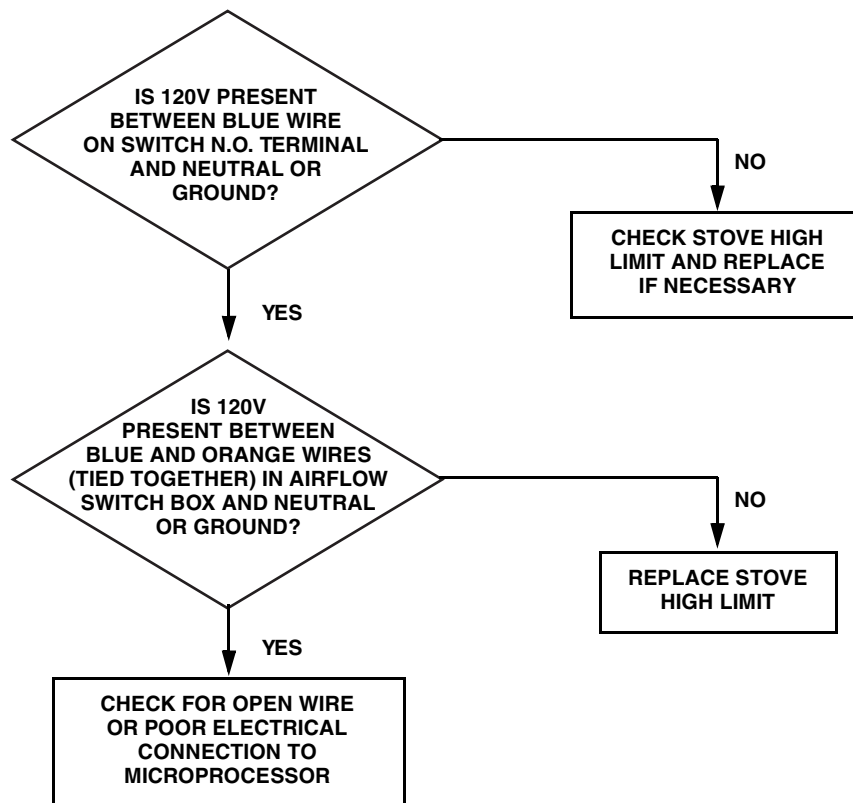 IS 120V PRESENT
BETWEEN BLUE WIRE
ON SWITCH N.O. TERMINAL
AND NEUTRAL OR
GROUND?
NO
CHECK STOVE HIGH
LIMIT AND REPLACE
IF NECESSARY
YES
IS 120V
PRESENT BETWEEN
BLUE AND ORANGE WIRES
(TIED TOGETHER) IN AIRFLOW
SWITCH BOX AND NEUTRAL
OR GROUND?
NO
REPLACE STOVE
HIGH LIMIT
YES
CHECK FOR OPEN WIRE
OR POOR ELECTRICAL
CONNECTION TO
MICROPROCESSOR